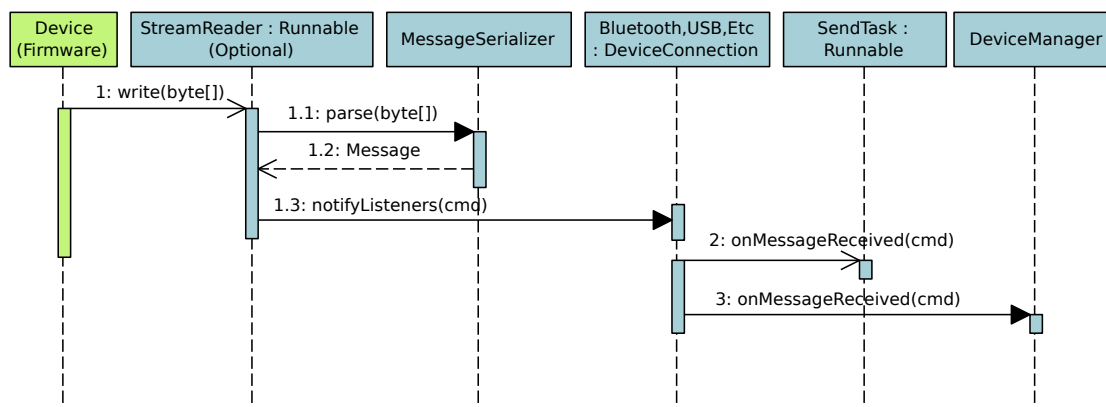 Device
(Firmware)
StreamReader : Runnable
(Optional)
MessageSerializer
Bluetooth,USB,Etc
: DeviceConnection
SendTask :
Runnable
DeviceManager
1: write(byte[])
1.1: parse(byte[])
1.2: Message
1.3: notifyListeners(cmd)
2: onMessageReceived(cmd)
3: onMessageReceived(cmd)